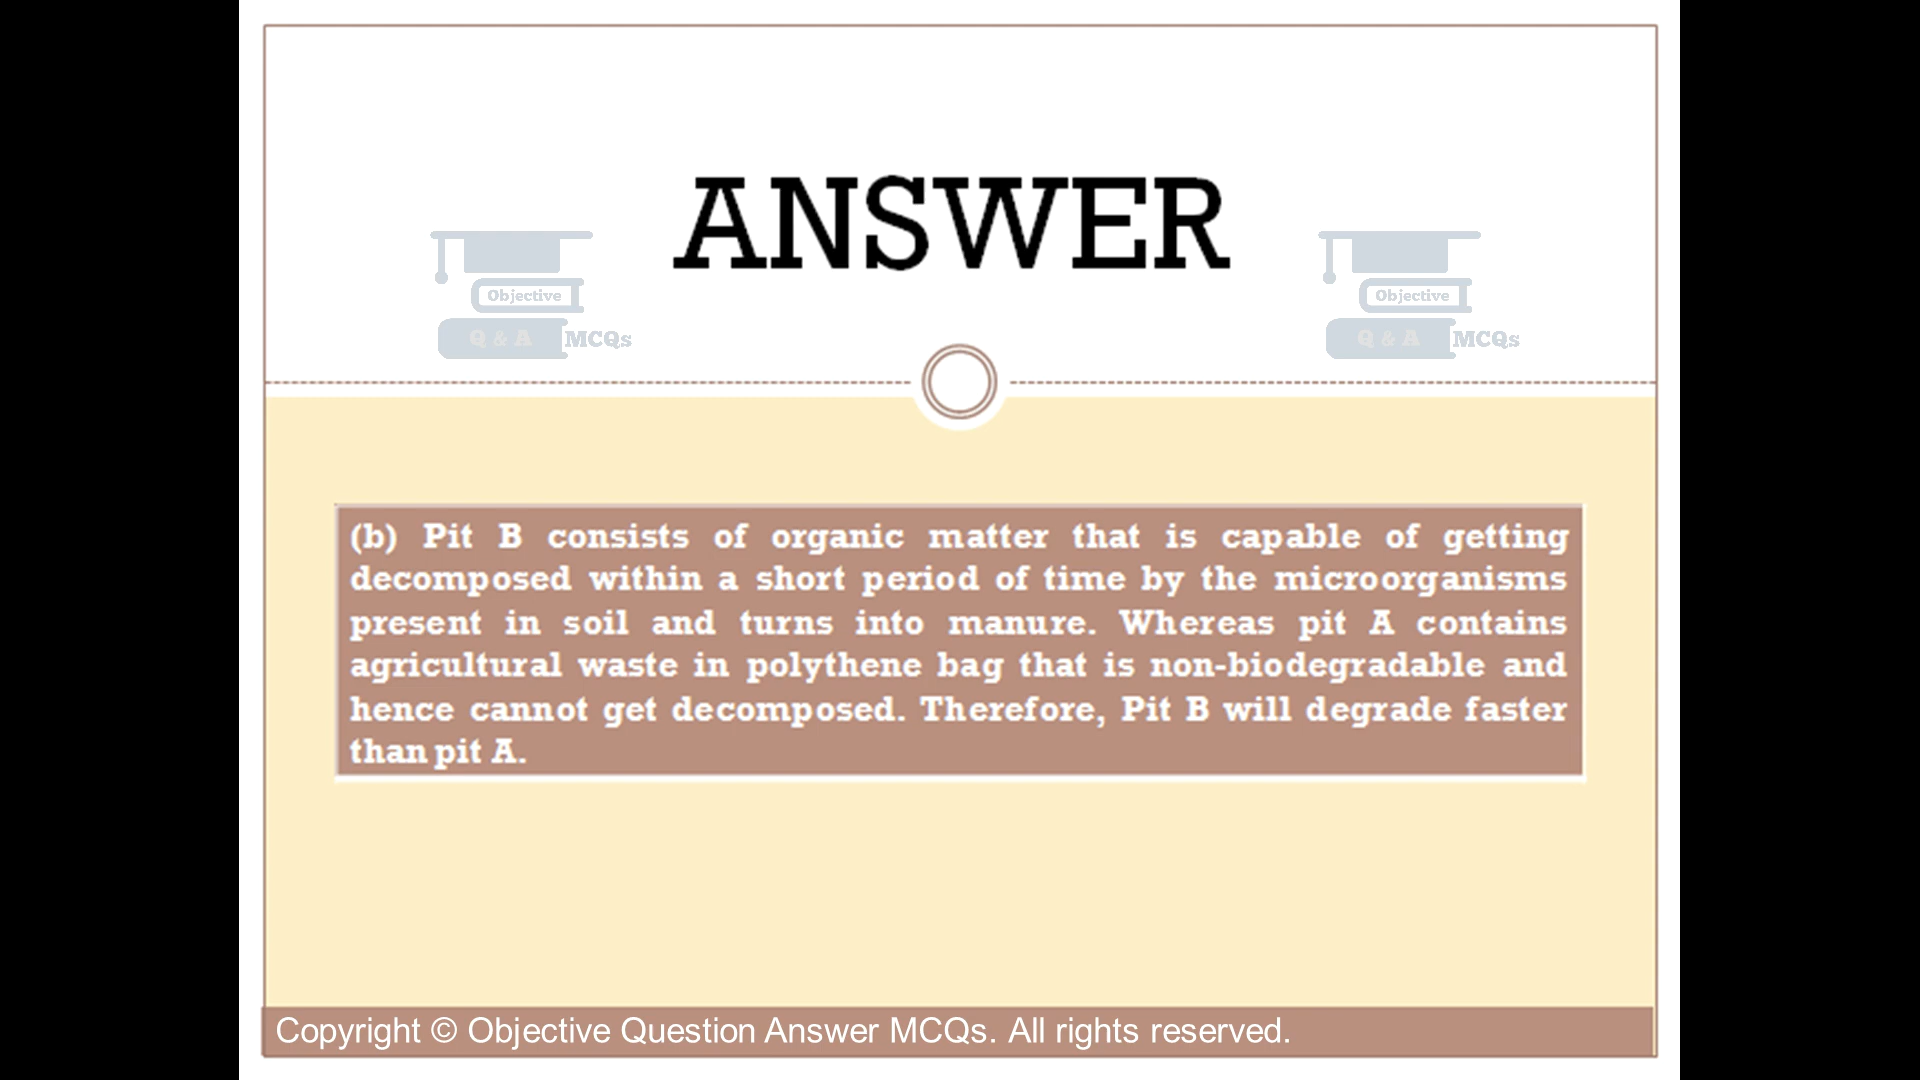 ANSWER
Objective
Q & A MCQs
Objective
Q & A MCQs
(b) Pit B consists of organic matter that is capable of getting
decomposed within a short period of time by the microorganisms
present in soil and turns into manure. Whereas pit A contains
agricultural waste in polythene bag that is non-biodegradable and
hence cannot get decomposed. Therefore, Pit B will degrade faster
than pit A.
Copyright © Objective Question Answer MCQs. All rights reserved.